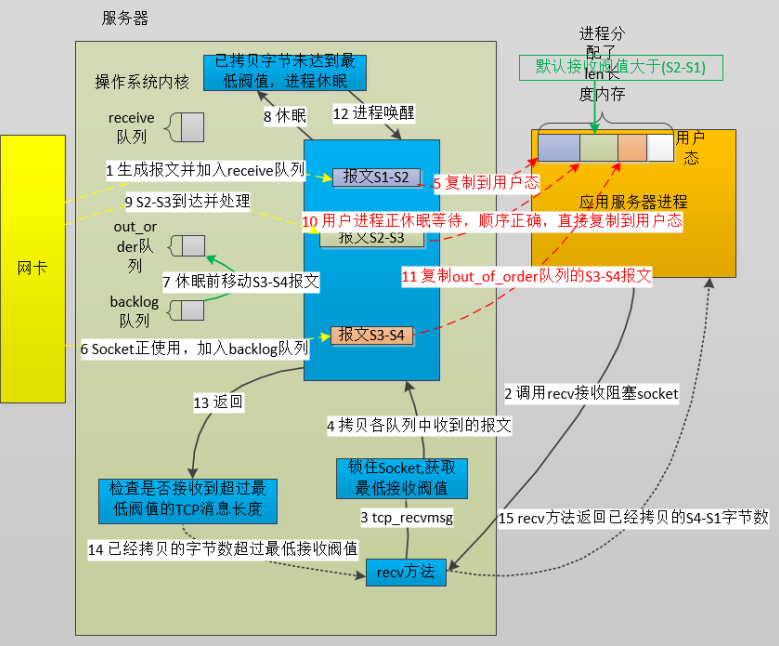 服务器
进程分
配了
len长
度内存
默认接收阀值大于(S2-S1)
已拷贝字节未达到最
低阀值，进程休眠
操作系统内核
8 休眠
12 进程唤醒
receive
队列
用户
态
1 生成报文并加入receive队列
报文S1-S2
5 复制到用户态
9 S2-S3到达并处理
应用服务器进程
10 用户进程正休眠等待，顺序正确，直接复制到用户态
报文S2-S3
out_or
der队
列
网卡
7 休眠前移动S3-S4报文
11 复制out_of_order队列的S3-S4报文
backlog
队列
报文S3-S4
6 Socket正使用，加入backlog队列
13 返回
2 调用recv接收阻塞socket
4 拷贝各队列中收到的报文
锁住Socket,获取
最低接收阀值
检查是否接收到超过最
低阀值的TCP消息长度
3 tcp_recvmsg
15 recv方法返回已经拷贝的S4-S1字节数
14 已经拷贝的字节数超过最低接收阀值
recv方法